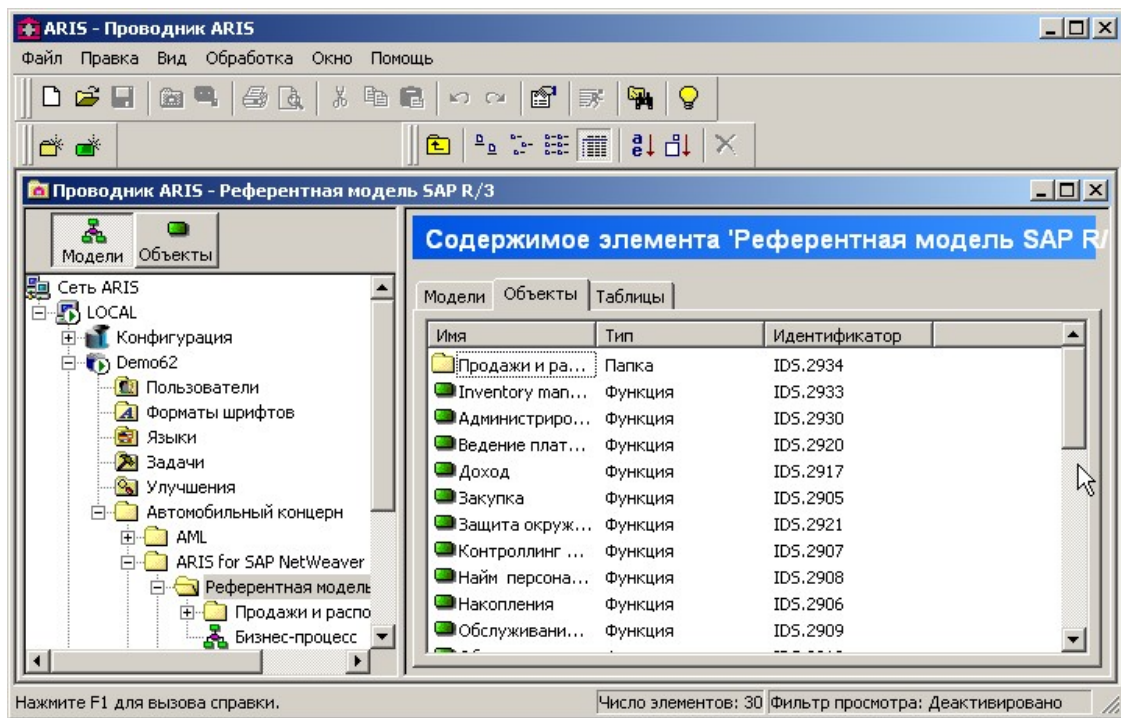 ARIS - Проводник ARIS
Файл Правка Вид Обработка Окно Помощь
Проводник ARIS - Референтная модель SAP R/3
Модели Объекты
Сеть ARIS
LOCAL
Конфигурация
Demo62
Пользователи
Форматы шрифтов
Языки
Задачи
Улучшения
Автомобильный концерн
AML
ARIS for SAP NetWeaver
Референтная модель
Продажи и распо
Бизнес-процесс
Содержимое элемента 'Референтная модель SAP R/
Модели Объекты Таблицы
Имя Тип Идентификатор
Продажи и ра... Папка IDS.2934
Inventory man... Функция IDS.2933
Администриро... Функция IDS.2930
Ведение плат... Функция IDS.2920
Доход Функция IDS.2917
Закупка Функция IDS.2905
Защита окруж... Функция IDS.2921
Контроллинг ... Функция IDS.2907
Найм персона... Функция IDS.2908
Накопления Функция IDS.2906
Обслуживани... Функция IDS.2909
Нажмите F1 для вызова справки. Число элементов: 30 Фильтр просмотра: Деактивировано